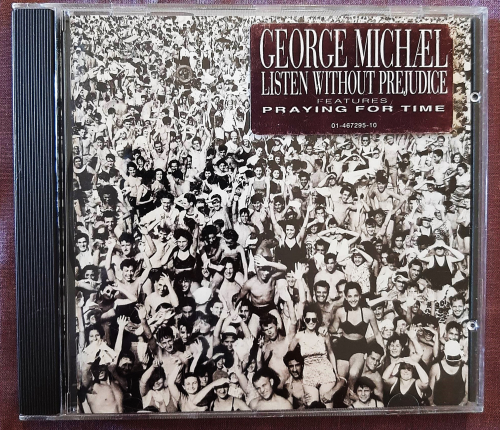 GEORGE MICHÆL
LISTEN WITHOUT PREJUDICE
FEATURES
PRAYING FOR TIME
01-467295-10